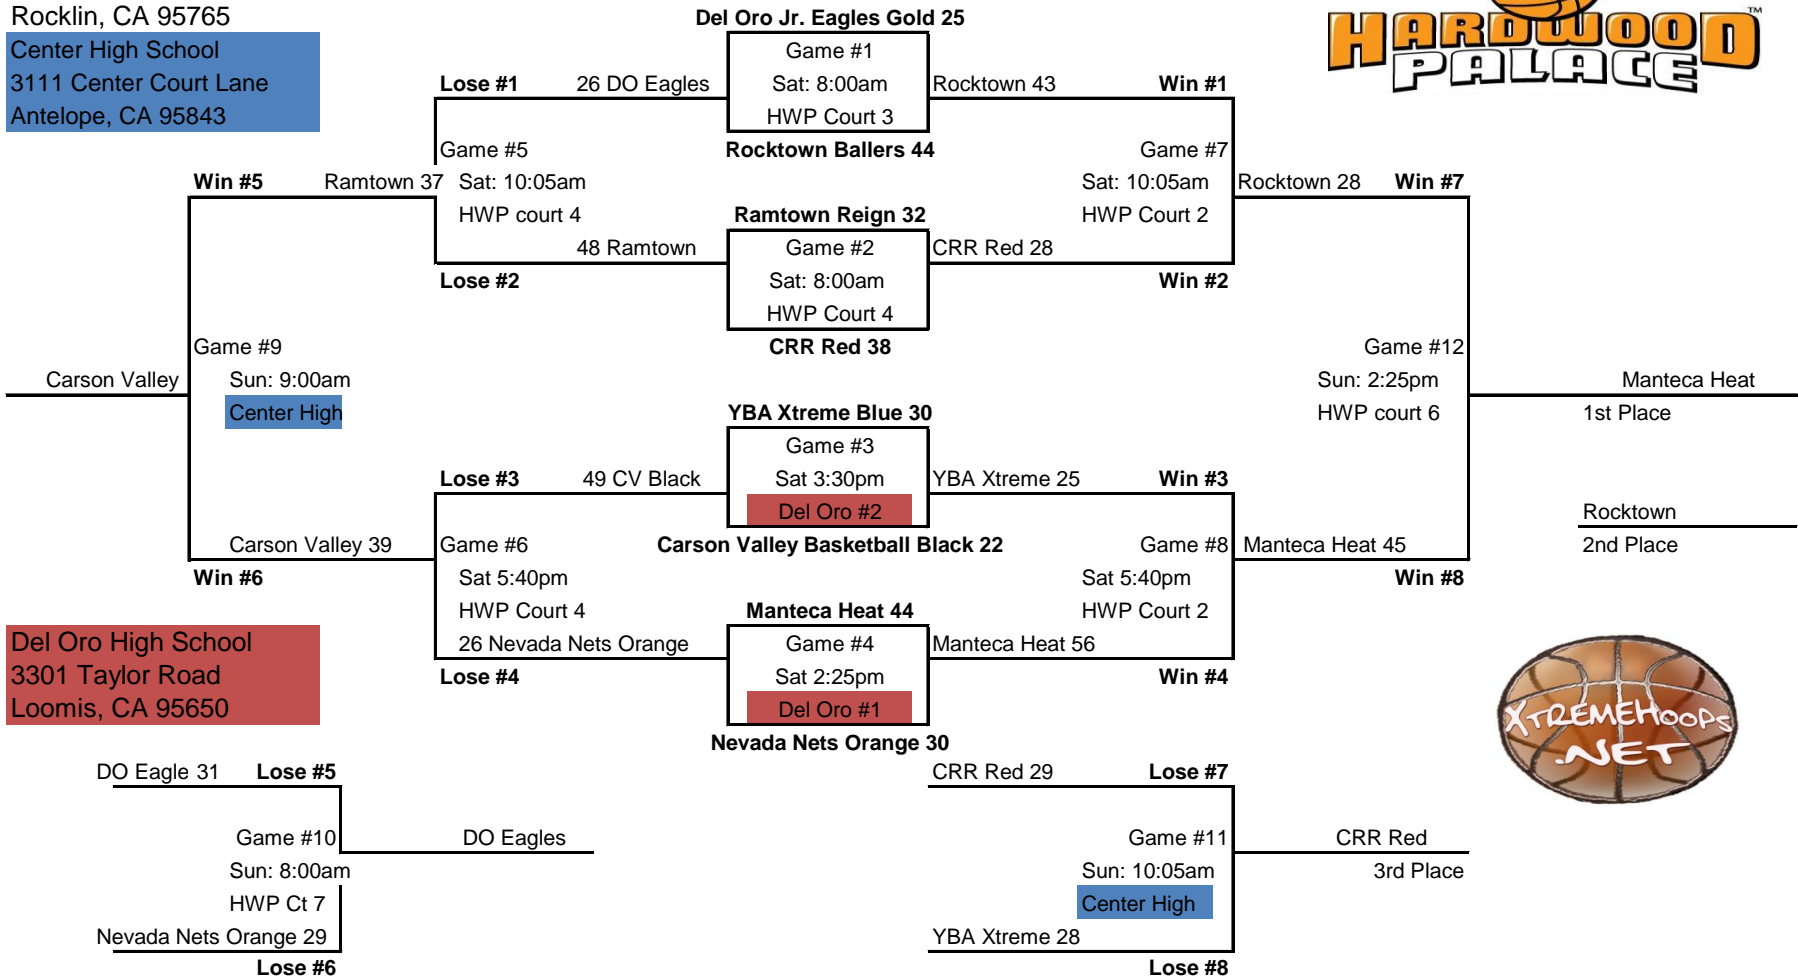 Rocklin, CA 95765
Del Oro Jr. Eagles Gold 25
HARDWOOD PALACE ™
Center High School
Game #1
3111 Center Court Lane
Lose #1 26 DO Eagles Sat: 8:00am Rocktown 43 Win #1
Antelope, CA 95843
HWP Court 3
Game #5 Rocktown Ballers 44 Game #7
Win #5 Ramtown 37 Sat: 10:05am Sat: 10:05am Rocktown 28 Win #7
HWP court 4 Ramtown Reign 32 HWP Court 2
48 Ramtown Game #2 CRR Red 28
Lose #2 Sat: 8:00am Win #2
HWP Court 4
Game #9 CRR Red 38 Game #12
Carson Valley Sun: 9:00am Sun: 2:25pm Manteca Heat
Center High YBA Xtreme Blue 30 HWP court 6 1st Place
Game #3
Lose #3 49 CV Black Sat 3:30pm YBA Xtreme 25 Win #3
Del Oro #2 Rocktown
Carson Valley 39 Game #6 Carson Valley Basketball Black 22 Game #8 Manteca Heat 45 2nd Place
Win #6 Sat 5:40pm Sat 5:40pm Win #8
HWP Court 4 Manteca Heat 44 HWP Court 2
Del Oro High School 26 Nevada Nets Orange Game #4 Manteca Heat 56
3301 Taylor Road Lose #4 Sat 2:25pm Win #4
Loomis, CA 95650 Del Oro #1
XTREMEHOOPS
.NET
Nevada Nets Orange 30
DO Eagle 31 Lose #5 CRR Red 29 Lose #7
Game #10 DO Eagles Game #11 CRR Red
Sun: 8:00am Sun: 10:05am 3rd Place
HWP Ct 7 Center High
Nevada Nets Orange 29 YBA Xtreme 28
Lose #6 Lose #8